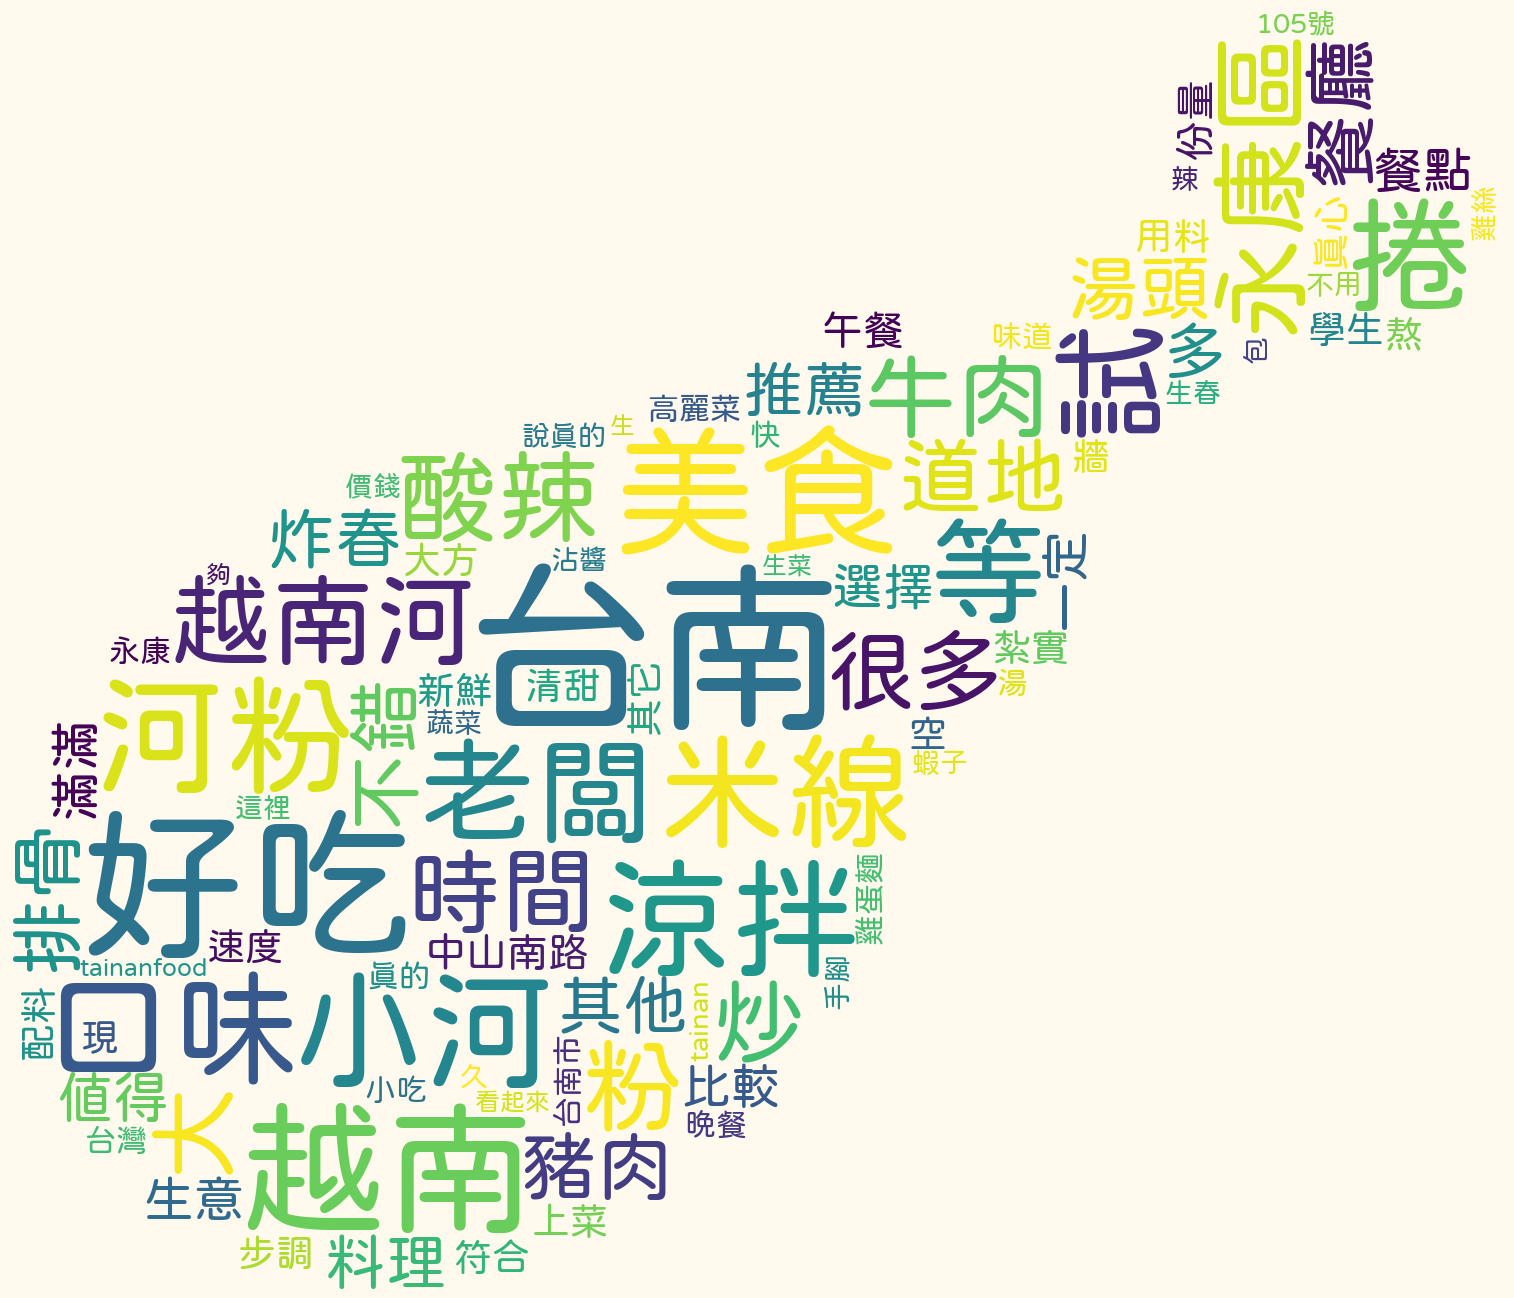 105號
永康區
餐廳
份量
辣
餐點
雞絲
真心
捲
不用
用料
湯頭
學生
熬
包
午餐
味道
試
多
生春
推薦
牛肉
高麗菜
快
生
說真的
美食
道地
牆
酸辣
價錢
炸春
大方
沾醬
生菜
選擇
等
一定
夠
越南河
台南
很多
紮實
湯
永康
新鮮
清甜
其它
蔬菜
不錯
河粉
滿滿
空
蝦子
老闆
米線
這裡
好吃
排骨
時間
涼拌
雞蛋麵
速度
中山南路
tainanfood
真的
手腳
配料
口味
現
小河
其他
tainan
炒
台南市
粉
比較
小吃
久
看起來
晚餐
值得
大
台灣
越南
豬肉
生意
上菜
步調
料理
符合